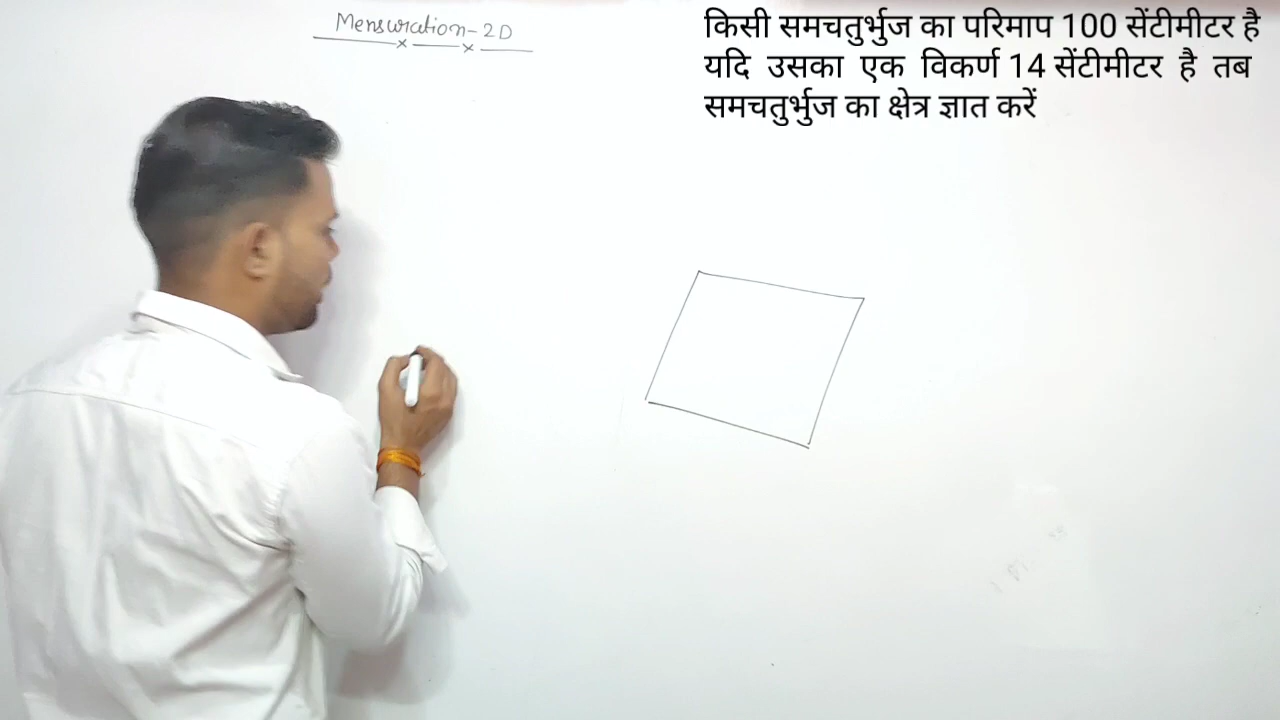 Mensuration-2D
किसी समचतुर्भुज का परिमाप 100 सेंटीमीटर है
यदि उसका एक विकर्ण 14 सेंटीमीटर है तब
समचतुर्भुज का क्षेत्र ज्ञात करें